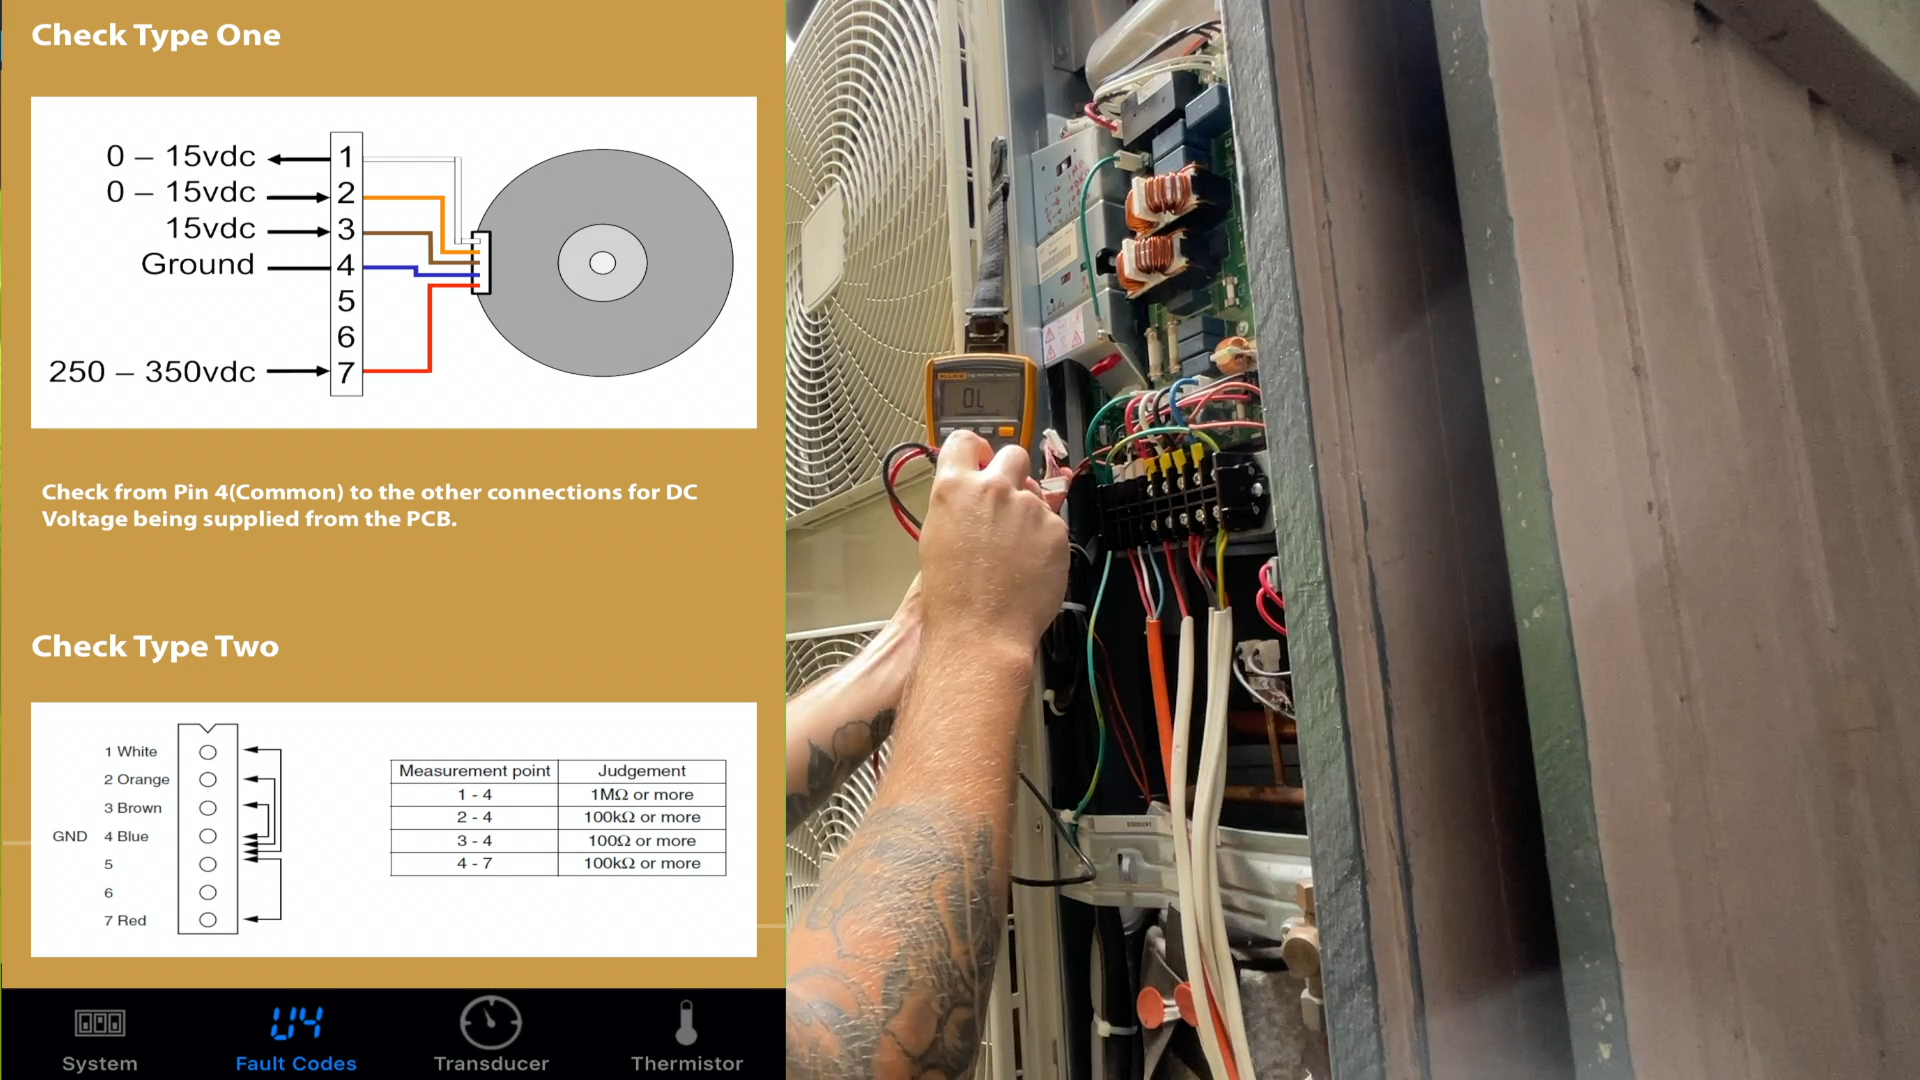 Check Type One
0 – 15vdc 1
0 – 15vdc 2
15vdc 3
Ground 4
5
6
250 – 350vdc 7
Check from Pin 4(Common) to the other connections for DC
Voltage being supplied from the PCB.
Check Type Two
1 White
2 Orange
3 Brown
GND 4 Blue
5
6
7 Red
Measurement point Judgement
1 - 4 1MΩ or more
2 - 4 100kΩ or more
3 - 4 100Ω or more
4 - 7 100kΩ or more
System
U4
Fault Codes
Transducer
Thermistor
FLUKE
OL